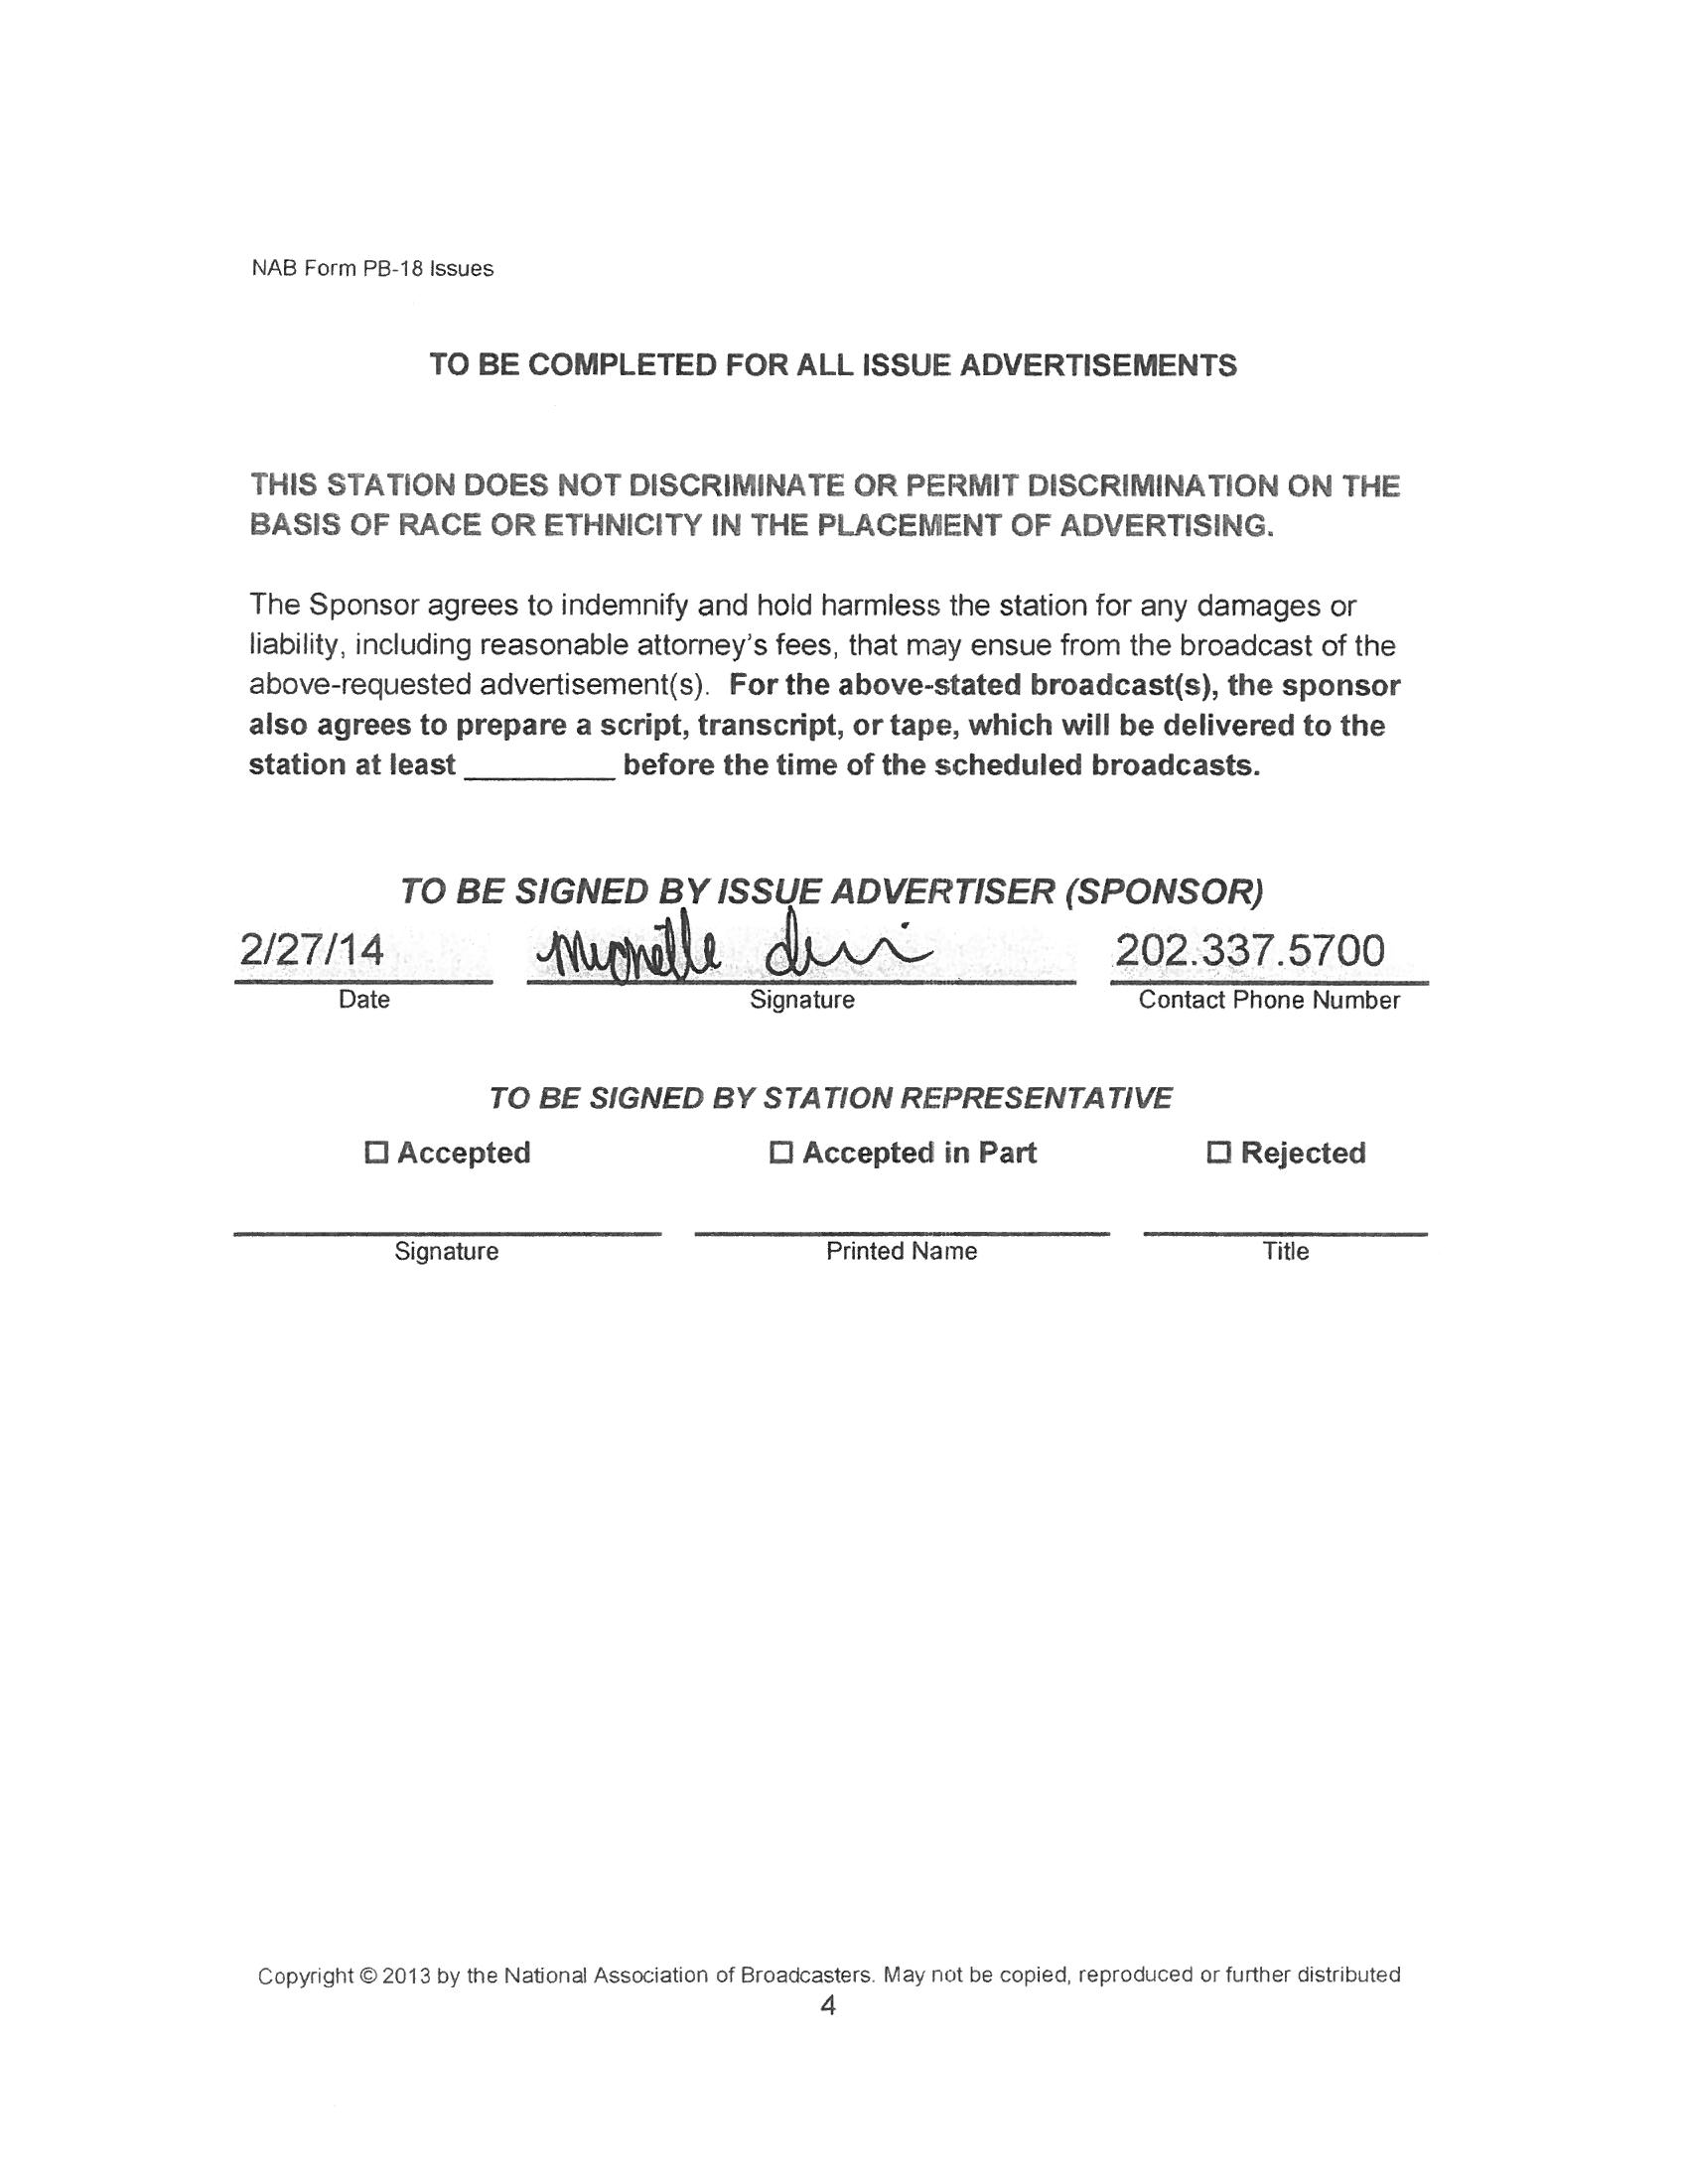 NAB Form PB-18 Issues
TO BE COMPLETED FOR ALL ISSUE ADVERTISEMENTS
THIS STATION DOES NOT DISCRIMINATE OR PERMIT DISCRIMINATION ON THE
BASIS OF RACE OR ETHNICITY IN THE PLACEMENT OF ADVERTISING.
The Sponsor agrees to indemnify and hold harmless the station for any damages or
liability, including reasonable attorney's fees, that may ensue from the broadcast of the
above-requested advertisement(s). For the above-stated broadcast(s), the sponsor
also agrees to prepare a script, transcript, or tape, which will be delivered to the
station at least __________ before the time of the scheduled broadcasts.
TO BE SIGNED BY ISSUE ADVERTISER (SPONSOR)
2/27/14 Michelle 202.337.5700
Date Signature Contact Phone Number
TO BE SIGNED BY STATION REPRESENTATIVE
☐ Accepted ☐ Accepted in Part ☐ Rejected
Signature Printed Name Title
Copyright © 2013 by the National Association of Broadcasters. May not be copied, reproduced or further distributed
4